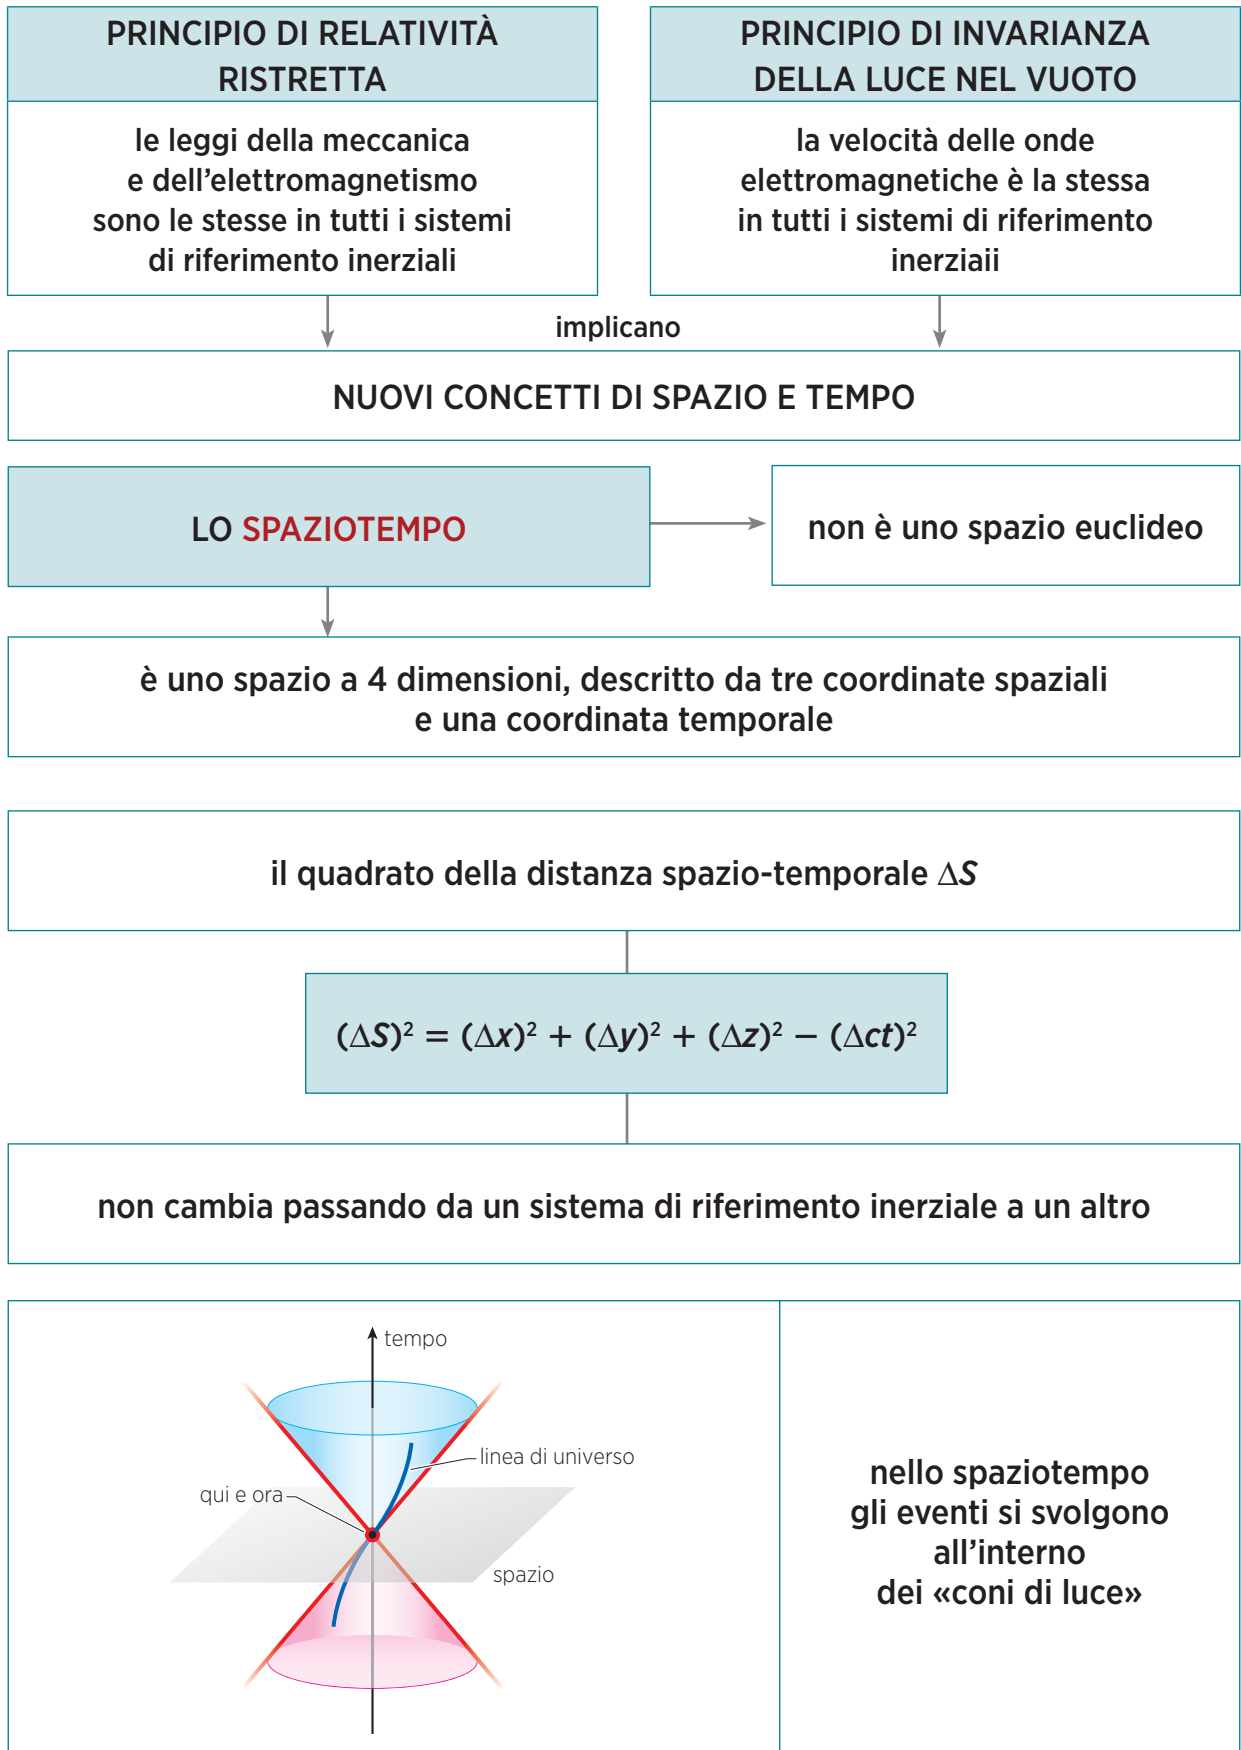 PRINCIPIO DI RELATIVITÀ
RISTRETTA
le leggi della meccanica
e dell’elettromagnetismo
sono le stesse in tutti i sistemi
di riferimento inerziali
PRINCIPIO DI INVARIANZA
DELLA LUCE NEL VUOTO
la velocità delle onde
elettromagnetiche è la stessa
in tutti i sistemi di riferimento
inerziaii
implicano
NUOVI CONCETTI DI SPAZIO E TEMPO
LO SPAZIOTEMPO
non è uno spazio euclideo
è uno spazio a 4 dimensioni, descritto da tre coordinate spaziali
e una coordinata temporale
il quadrato della distanza spazio-temporale ΔS
(ΔS)² = (Δx)² + (Δy)² + (Δz)² − (Δct)²
non cambia passando da un sistema di riferimento inerziale a un altro
tempo
linea di universo
qui e ora
spazio
nello spaziotempo
gli eventi si svolgono
all’interno
dei «coni di luce»